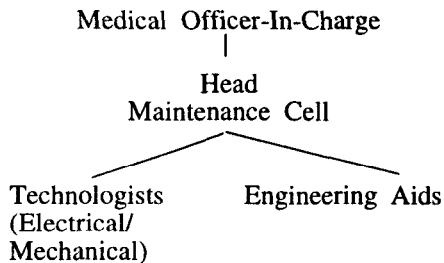 Medical Officer-In-Charge
Head
Maintenance Cell
Technologists
(Electrical/
Mechanical)
Engineering Aids